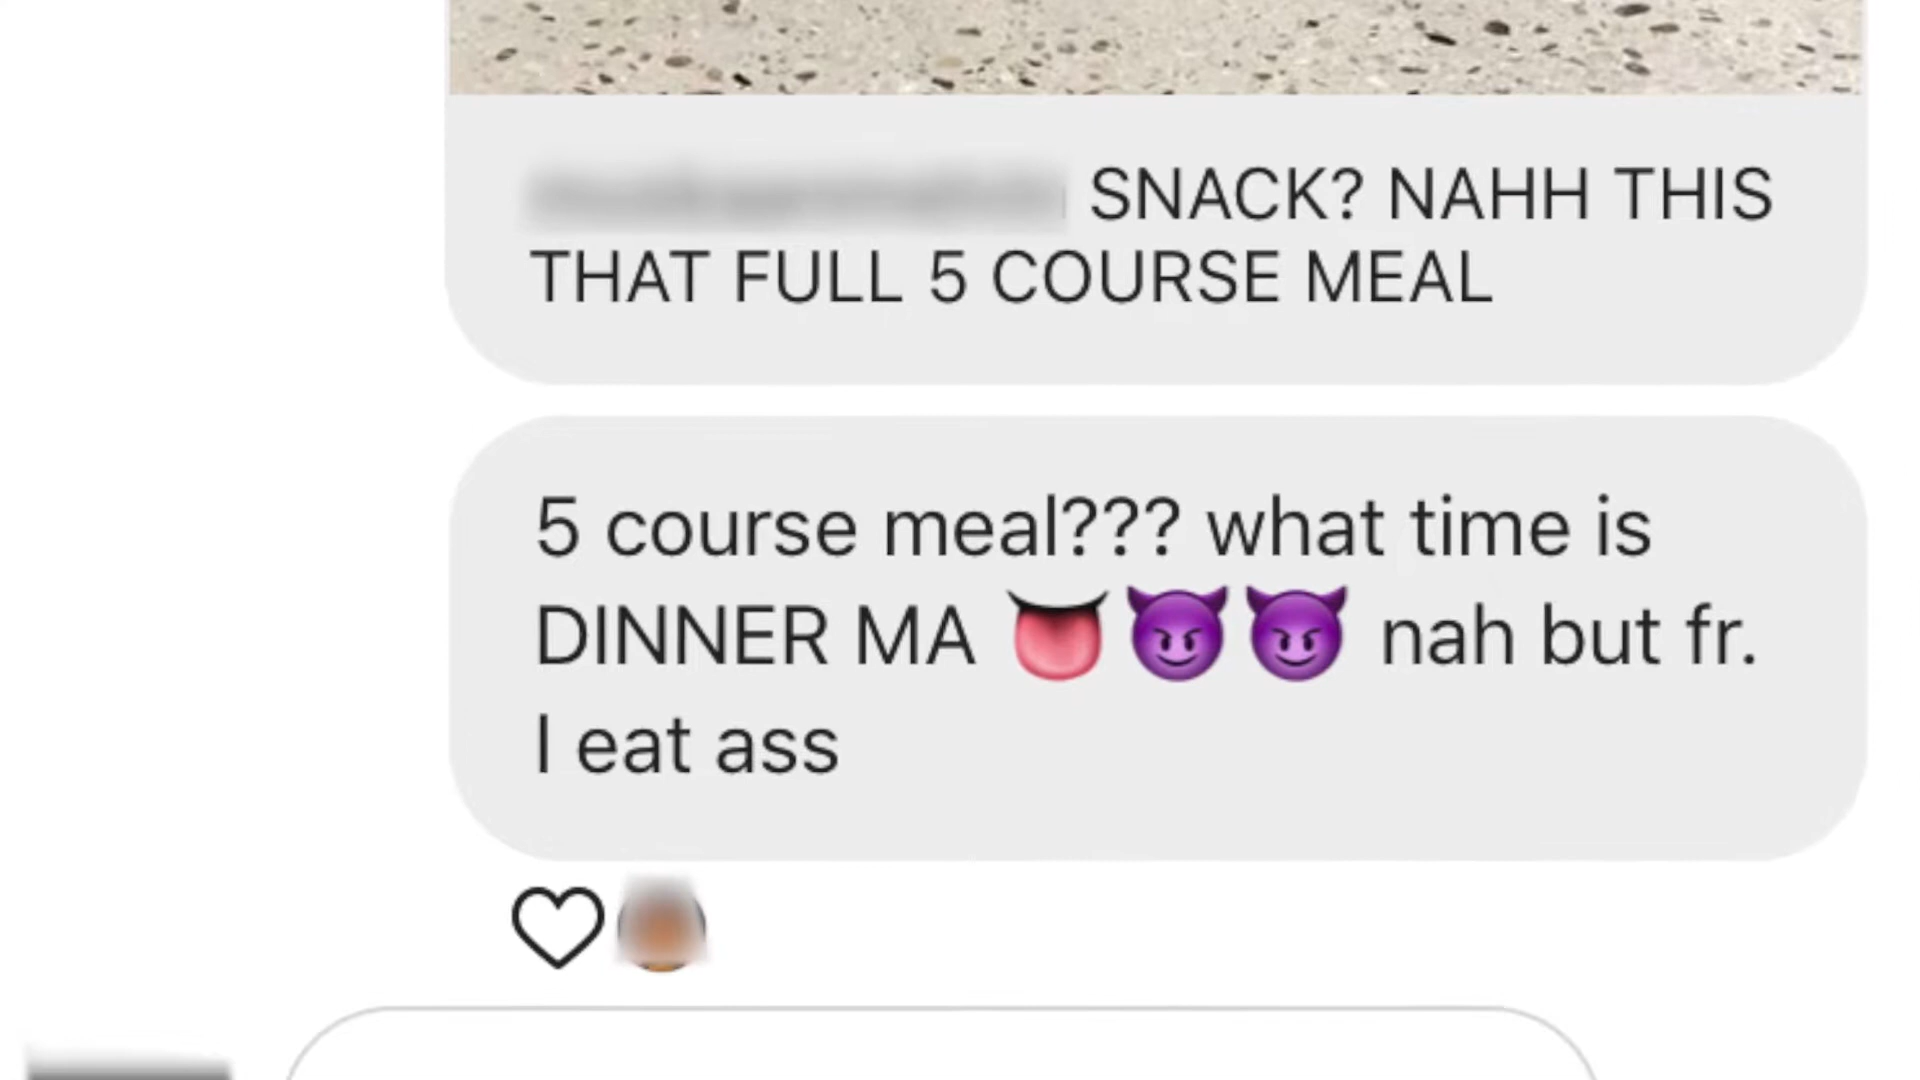 SNACK? NAHH THIS
THAT FULL 5 COURSE MEAL
5 course meal??? what time is
DINNER MA 👅😈😈 nah but fr.
I eat ass